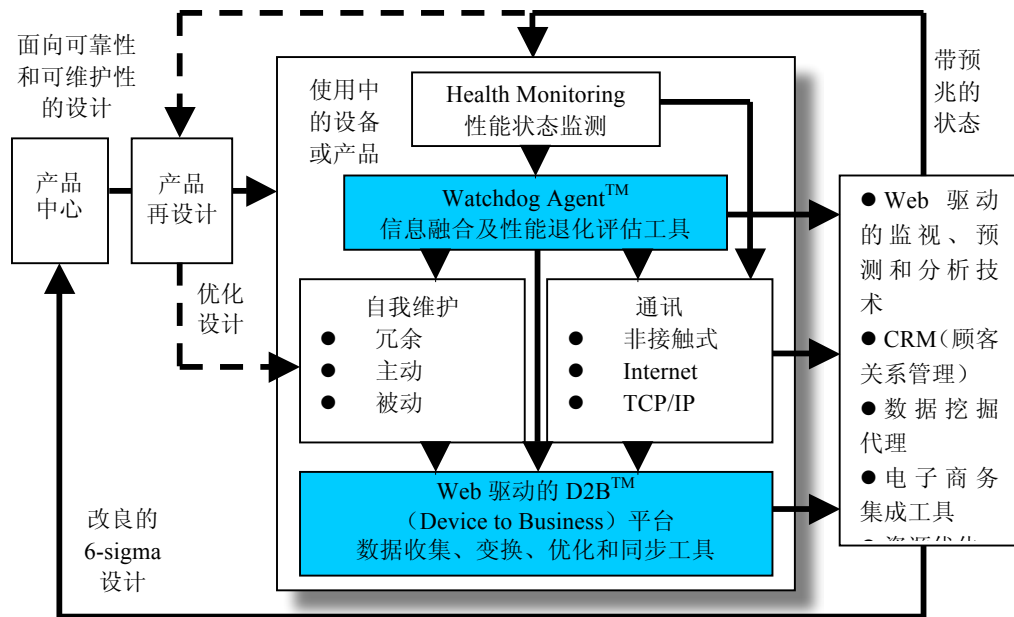 面向可靠性
和可维护性
的设计
产品
中心
产品
再设计
优化
设计
改良的
6-sigma
设计
使用中
的设备
或产品
Health Monitoring
性能状态监测
Watchdog Agent™
信息融合及性能退化评估工具
自我维护
● 冗余
● 主动
● 被动
通讯
● 非接触式
● Internet
● TCP/IP
Web 驱动的 D2B™
（Device to Business）平台
数据收集、变换、优化和同步工具
带预
兆的
状态
● Web 驱动
的监视、预
测和分析技
术
● CRM（顾客
关系管理）
● 数据挖掘
代理
● 电子商务
集成工具